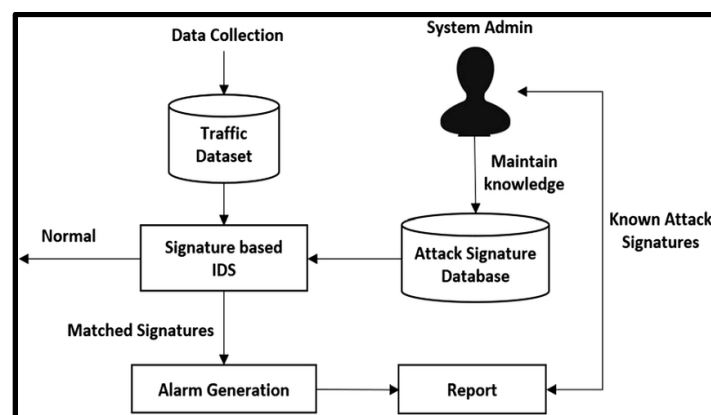 Data Collection
System Admin
Traffic
Dataset
Maintain
knowledge
Known Attack
Signatures
Normal
Signature based
IDS
Attack Signature
Database
Matched Signatures
Alarm Generation
Report